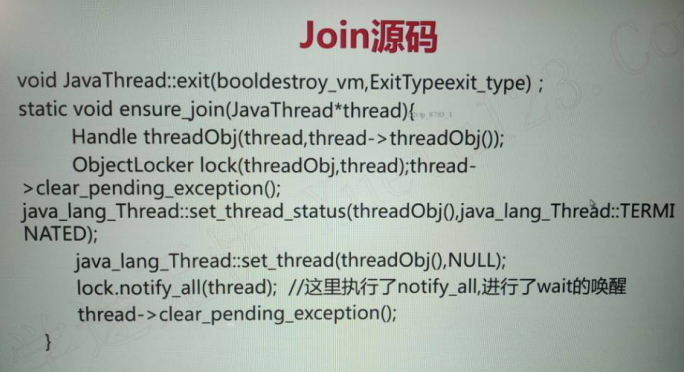 Join源码
void JavaThread::exit(booldestroy_vm,ExitTypeexit_type) ;
static void ensure_join(JavaThread*thread){
Handle threadObj(thread,thread->threadObj());
ObjectLocker lock(threadObj,thread);thread-
>clear_pending_exception();
java_lang_Thread::set_thread_status(threadObj(),java_lang_Thread::TERMI
NATED);
java_lang_Thread::set_thread(threadObj(),NULL);
lock.notify_all(thread); //这里执行了notify_all,进行了wait的唤醒
thread->clear_pending_exception();
}